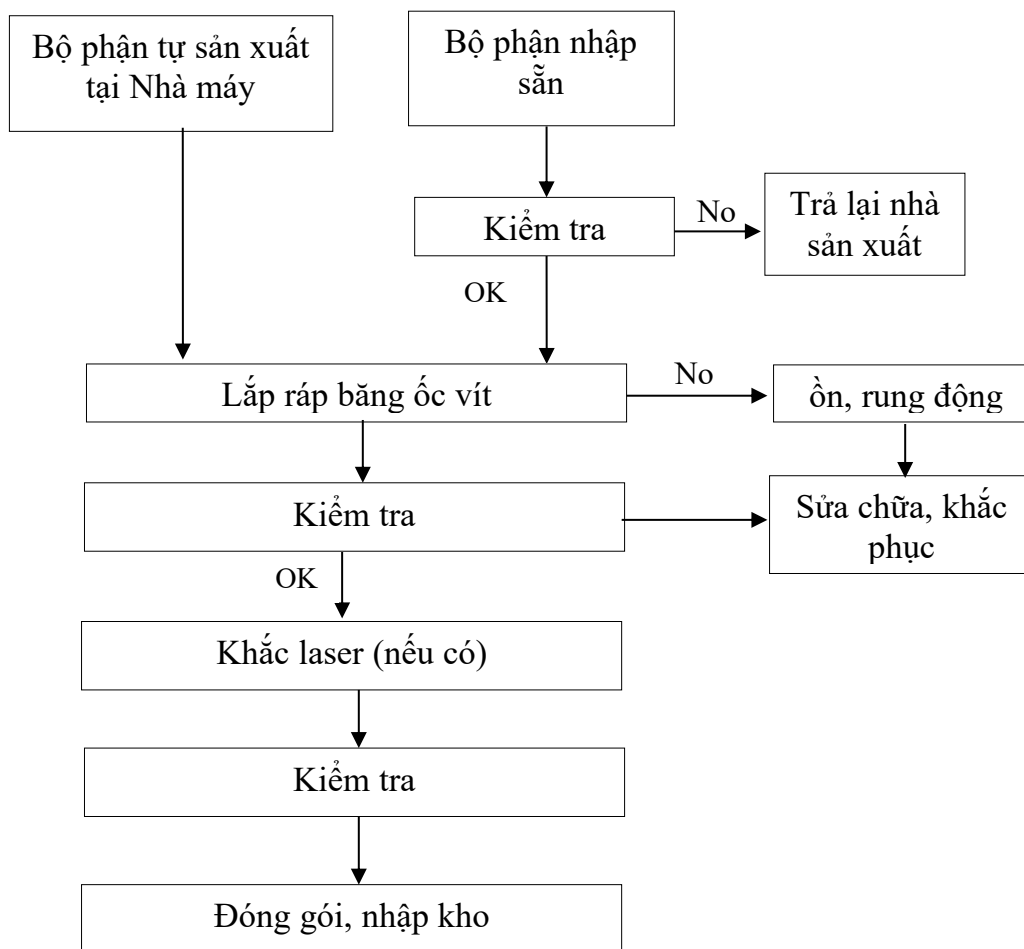 Bộ phận tự sản xuất
tại Nhà máy
Bộ phận nhập
sẵn
Kiểm tra
No
Trả lại nhà
sản xuất
OK
Lắp ráp băng ốc vít
No
ồn, rung động
Kiểm tra
Sửa chữa, khắc
phục
OK
Khắc laser (nếu có)
Kiểm tra
Đóng gói, nhập kho